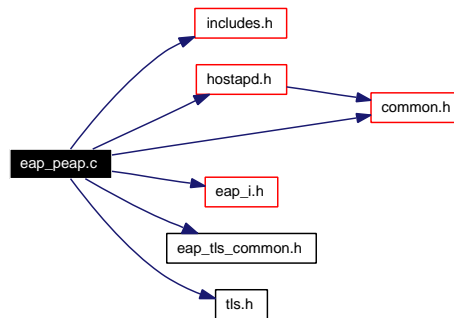 includes.h
hostapd.h
common.h
eap_peap.c
eap_i.h
eap_tls_common.h
tls.h